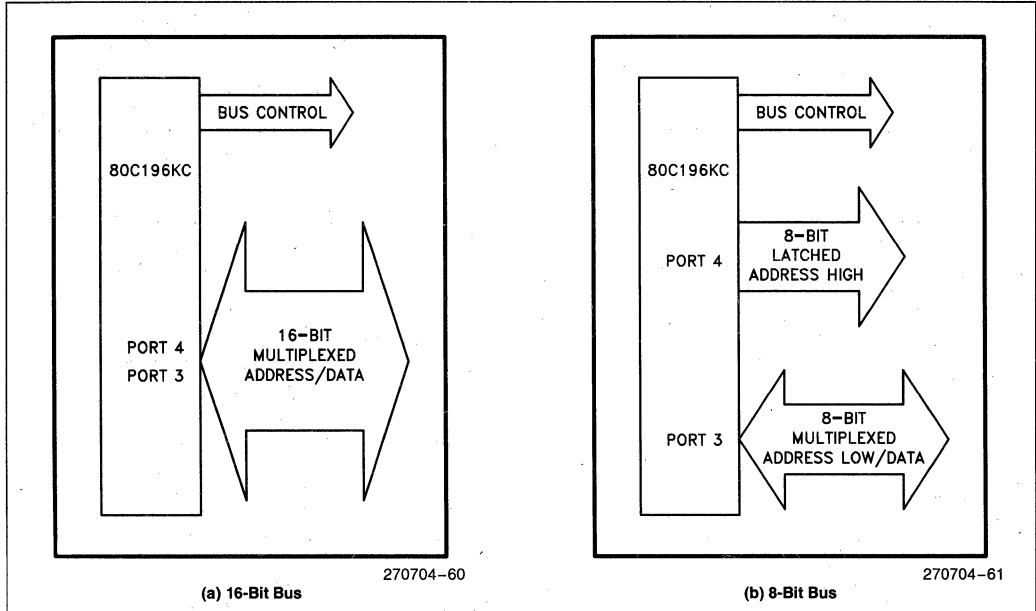 BUS CONTROL
80C196KC
PORT 4
PORT 3
16-BIT
MULTIPLEXED
ADDRESS/DATA
270704-60
(a) 16-Bit Bus
BUS CONTROL
80C196KC
PORT 4
8-BIT
LATCHED
ADDRESS HIGH
PORT 3
8-BIT
MULTIPLEXED
ADDRESS LOW/DATA
270704-61
(b) 8-Bit Bus